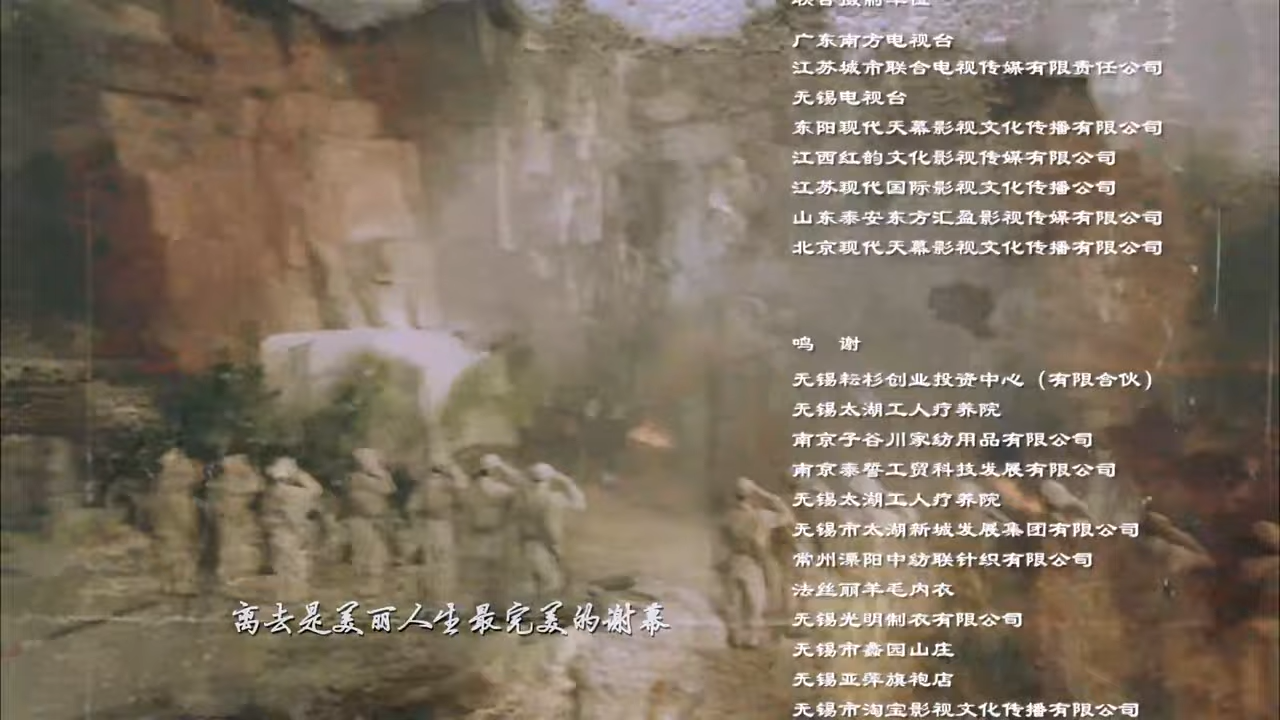 联合摄制单位
广东南方电视台
江苏城市联合电视传媒有限责任公司
无锡电视台
东阳现代天幕影视文化传播有限公司
江西红韵文化影视传媒有限公司
江苏现代国际影视文化传播公司
山东泰安东方汇盈影视传媒有限公司
北京现代天幕影视文化传播有限公司
鸣 谢
无锡耘杉创业投资中心（有限合伙）
无锡太湖工人疗养院
南京子谷川家纺用品有限公司
南京泰誓工贸科技发展有限公司
无锡太湖工人疗养院
无锡市太湖新城发展集团有限公司
常州溧阳中纺联针织有限公司
法丝丽羊毛内衣
无锡光明制衣有限公司
无锡市鑫园山庄
无锡亚萍旗袍店
无锡市淘宝影视文化传播有限公司
离去是美丽人生最完美的谢幕